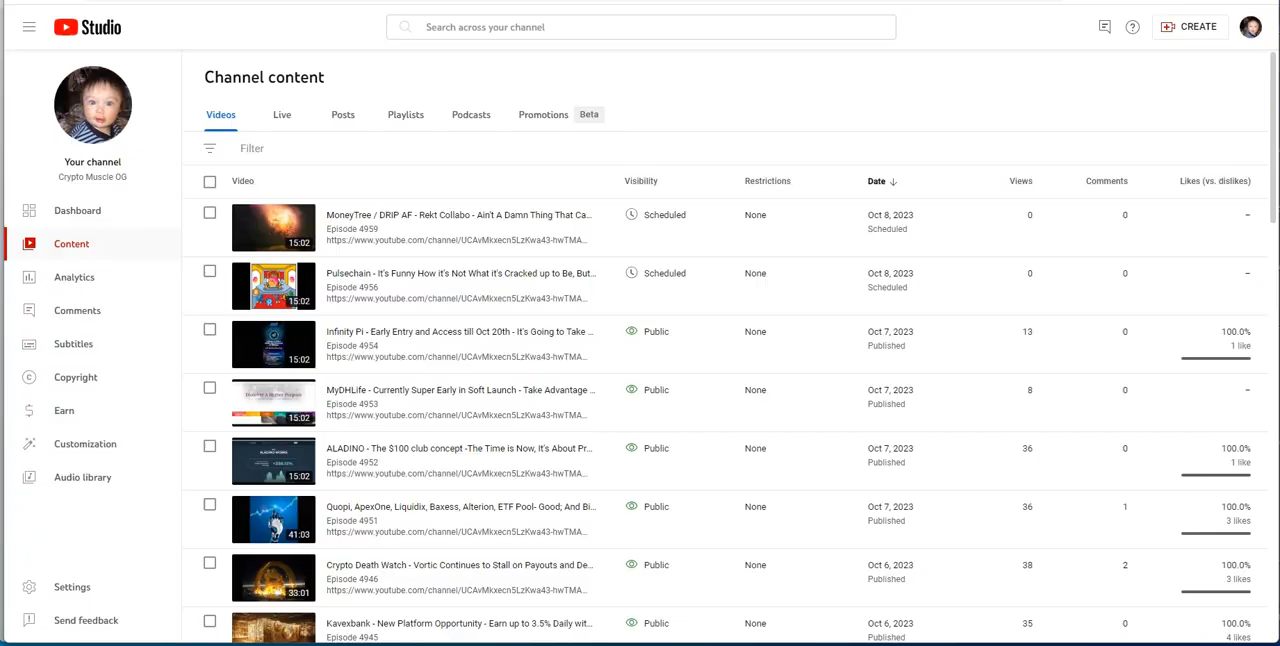 Studio
Search across your channel
CREATE
Your channel
Crypto Muscle OG
Dashboard
Content
Analytics
Comments
Subtitles
Copyright
Earn
Customization
Audio library
Settings
Send feedback
Channel content
Videos Live Posts Playlists Podcasts Promotions Beta
Filter
Video Visibility Restrictions Date Views Comments Likes (vs. dislikes)
15:02
MoneyTree / DRIP AF - Rekt Collabo - Ain't A Damn Thing That Ca... Scheduled None Oct 8, 2023 0 0 –
Episode 4959 Scheduled
https://www.youtube.com/channel/UCAvMkxecn5LzKwa43-hwTMA...
15:02
Pulsechain - It's Funny How it's Not What it's Cracked up to Be, But... Scheduled None Oct 8, 2023 0 0 –
Episode 4956 Scheduled
https://www.youtube.com/channel/UCAvMkxecn5LzKwa43-hwTMA...
15:02
Infinity Pi - Early Entry and Access till Oct 20th - It's Going to Take ... Public None Oct 7, 2023 13 0 100.0%
Episode 4954 Published 1 like
https://www.youtube.com/channel/UCAvMkxecn5LzKwa43-hwTMA...
15:02
MyDHLife - Currently Super Early in Soft Launch - Take Advantage ... Public None Oct 7, 2023 8 0 –
Episode 4953 Published
https://www.youtube.com/channel/UCAvMkxecn5LzKwa43-hwTMA...
15:02
ALADINO - The $100 club concept -The Time is Now, It's About Pr... Public None Oct 7, 2023 36 0 100.0%
Episode 4952 Published 1 like
https://www.youtube.com/channel/UCAvMkxecn5LzKwa43-hwTMA...
41:03
Quopi, ApexOne, Liquidix, Baxess, Alterion, ETF Pool- Good; And Bi... Public None Oct 7, 2023 36 1 100.0%
Episode 4951 Published 3 likes
https://www.youtube.com/channel/UCAvMkxecn5LzKwa43-hwTMA...
33:01
Crypto Death Watch - Vortic Continues to Stall on Payouts and De... Public None Oct 6, 2023 38 2 100.0%
Episode 4946 Published 3 likes
https://www.youtube.com/channel/UCAvMkxecn5LzKwa43-hwTMA...
Kavexbank - New Platform Opportunity - Earn up to 3.5% Daily wit... Public None Oct 6, 2023 35 0 100.0%
Episode 4945 Published 4 likes